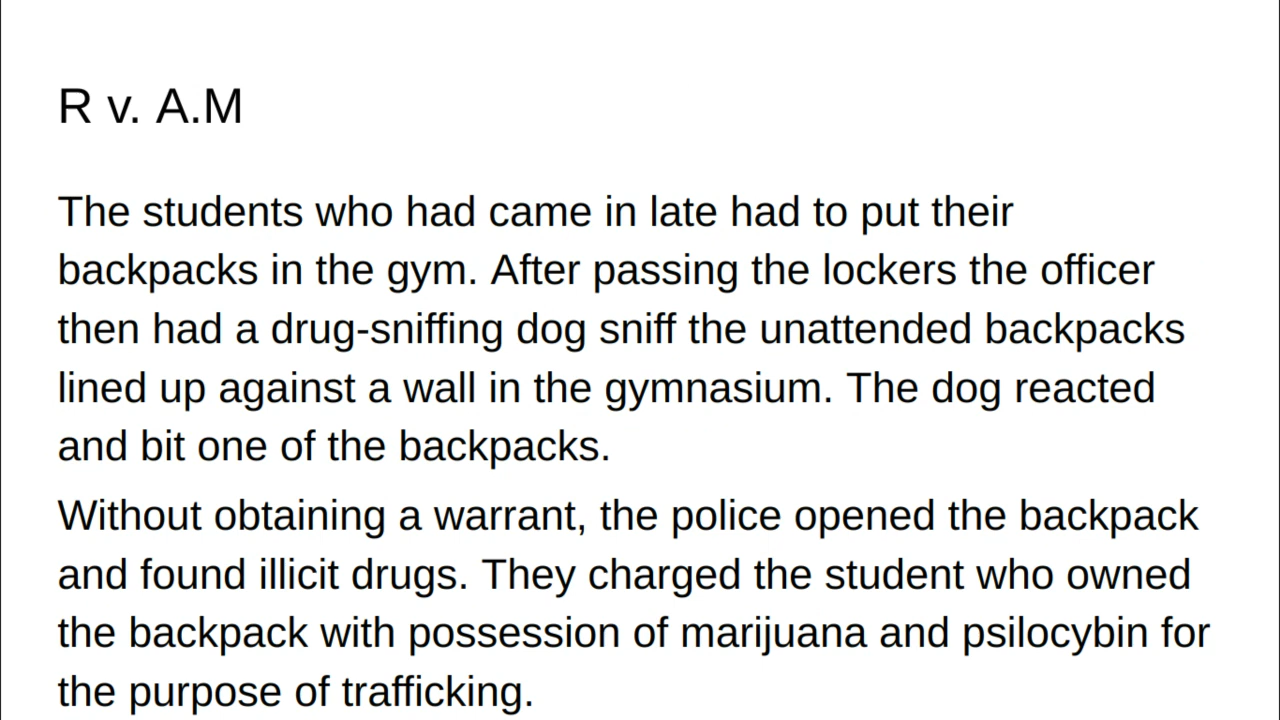 R v. A.M
The students who had came in late had to put their
backpacks in the gym. After passing the lockers the officer
then had a drug-sniffing dog sniff the unattended backpacks
lined up against a wall in the gymnasium. The dog reacted
and bit one of the backpacks.
Without obtaining a warrant, the police opened the backpack
and found illicit drugs. They charged the student who owned
the backpack with possession of marijuana and psilocybin for
the purpose of trafficking.